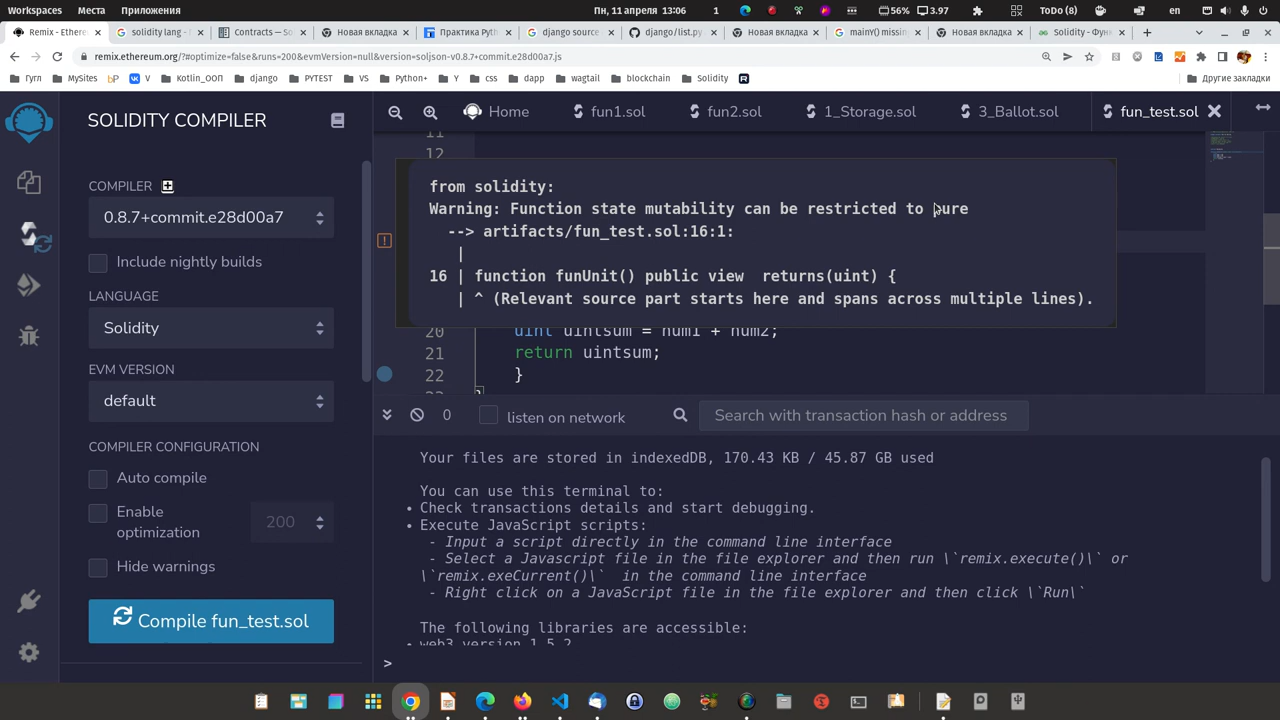 Workspaces Места Приложения Пн, 11 апреля 13:06 1 56% 3.97 ToDo (8) en
Remix - Ethere solidity lang - Contracts — So Новая вкладка Практика Pyth django source django/list.py Новая вкладка mainY() missin Новая вкладка Solidity - Фун
remix.ethereum.org/?#optimize=false&runs=200&evmVersion=null&version=soljson-v0.8.7+commit.e28d00a7.js
Гугл MySites V Kotlin_ООП django PYTEST VS Python+ Y css dapp wagtail blockchain Solidity Другие закладки
SOLIDITY COMPILER
Home fun1.sol fun2.sol 1_Storage.sol 3_Ballot.sol fun_test.sol
11
12
COMPILER
0.8.7+commit.e28d00a7
Include nightly builds
LANGUAGE
Solidity
EVM VERSION
default
COMPILER CONFIGURATION
Auto compile
Enable optimization 200
Hide warnings
Compile fun_test.sol
from solidity:
Warning: Function state mutability can be restricted to pure
--> artifacts/fun_test.sol:16:1:
|
16 | function funUnit() public view returns(uint) {
| ^ (Relevant source part starts here and spans across multiple lines).
20 uint uintsum = num1 + num2;
21 return uintsum;
22 }
0 listen on network Search with transaction hash or address
Your files are stored in indexedDB, 170.43 KB / 45.87 GB used
You can use this terminal to:
• Check transactions details and start debugging.
• Execute JavaScript scripts:
- Input a script directly in the command line interface
- Select a Javascript file in the file explorer and then run \`remix.execute()\` or
\`remix.exeCurrent()\` in the command line interface
- Right click on a JavaScript file in the file explorer and then click \`Run\`
The following libraries are accessible:
• web3 version 1.5.2
>